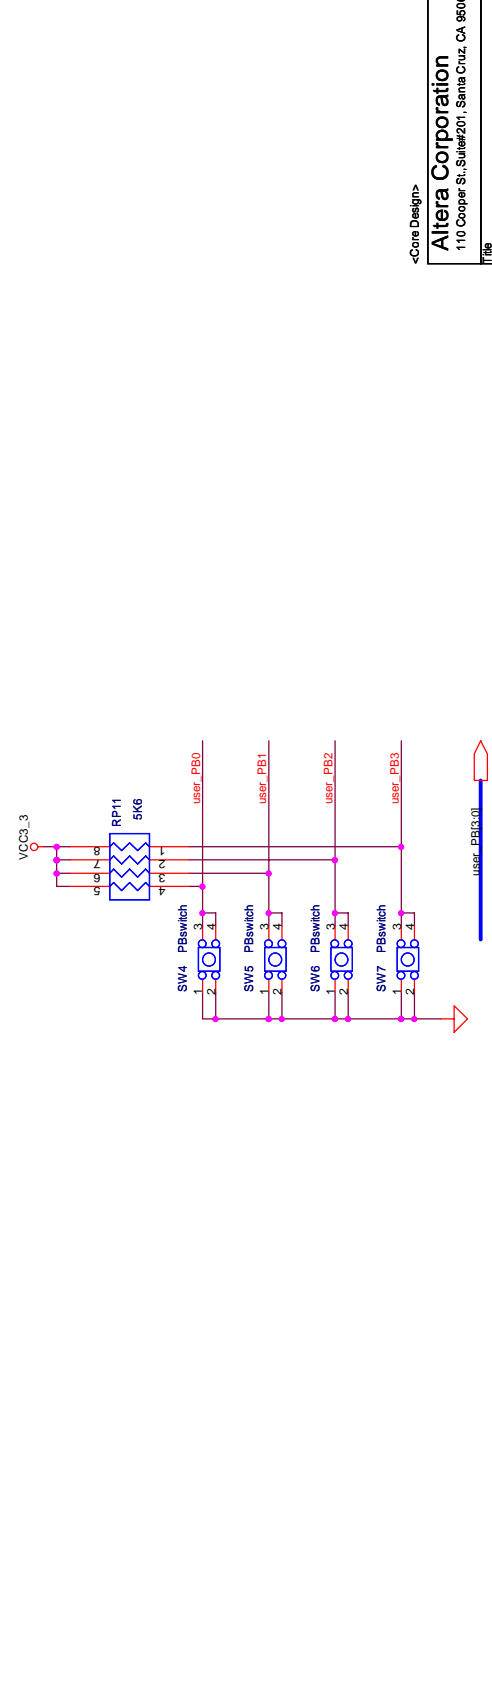 VCC3_3
RP11
5K6
8
7
6
5
1
2
3
4
user_PB0
user_PB1
user_PB2
user_PB3
SW4 PBswitch
1
2
3
4
SW5 PBswitch
1
2
3
4
SW6 PBswitch
1
2
3
4
SW7 PBswitch
1
2
3
4
user_PB[3:0]
<Core Design>
Altera Corporation
110 Cooper St.,Suite#201, Santa Cruz, CA
Title